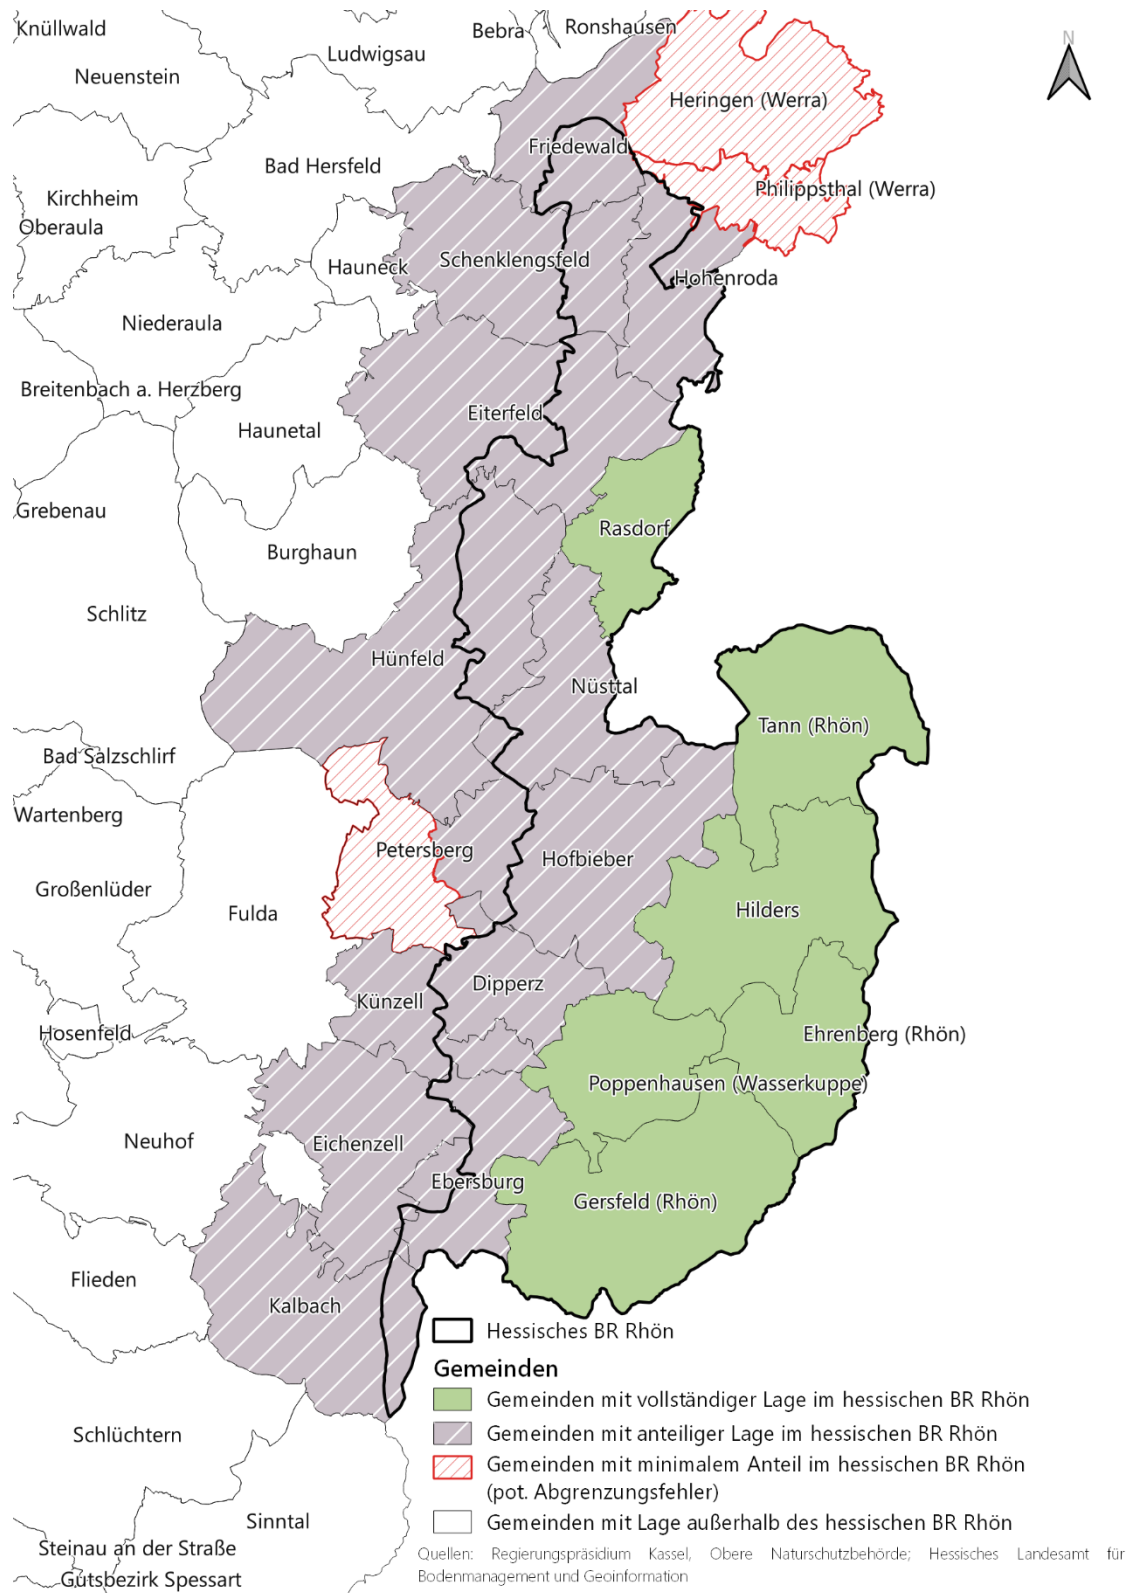 Knüllwald
Bebra
Ronshausen
Ludwigsau
N
Neuenstein
Heringen (Werra)
Friedewald
Bad Hersfeld
Philippsthal (Werra)
Kirchheim
Oberaula
Schenklengsfeld
Hauneck
Hohenroda
Niederaula
Breitenbach a. Herzberg
Eiterfeld
Haunetal
Grebenau
Rasdorf
Burghaun
Schlitz
Hünfeld
Nüsttal
Tann (Rhön)
Bad Salzschlirf
Wartenberg
Petersberg
Hofbieber
Großenlüder
Hilders
Fulda
Dipperz
Künzell
Hosenfeld
Ehrenberg (Rhön)
Poppenhausen (Wasserkuppe)
Neuhof
Eichenzell
Ebersburg
Gersfeld (Rhön)
Flieden
Kalbach
Schlüchtern
Sinntal
Steinau an der Straße
Gutsbezirk Spessart
Hessisches BR Rhön
Gemeinden
Gemeinden mit vollständiger Lage im hessischen BR Rhön
Gemeinden mit anteiliger Lage im hessischen BR Rhön
Gemeinden mit minimalem Anteil im hessischen BR Rhön
(pot. Abgrenzungsfehler)
Gemeinden mit Lage außerhalb des hessischen BR Rhön
Quellen: Regierungspräsidium Kassel, Obere Naturschutzbehörde; Hessisches Landesamt für
Bodenmanagement und Geoinformation